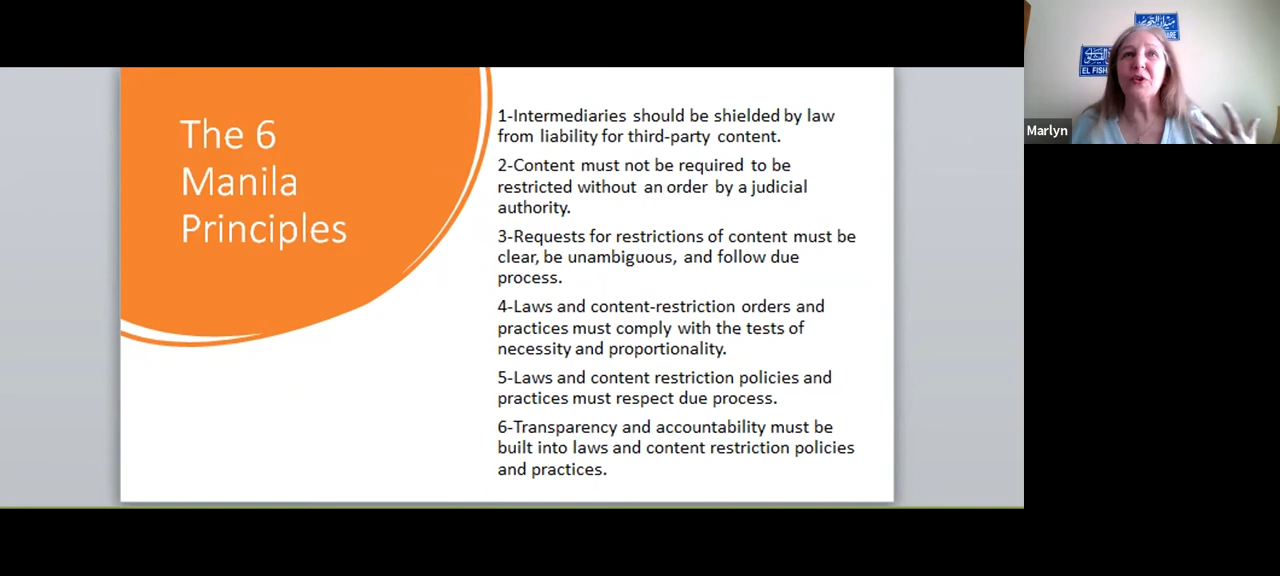 The 6
Manila
Principles
1-Intermediaries should be shielded by law
from liability for third-party content.
2-Content must not be required to be
restricted without an order by a judicial
authority.
3-Requests for restrictions of content must be
clear, be unambiguous, and follow due
process.
4-Laws and content-restriction orders and
practices must comply with the tests of
necessity and proportionality.
5-Laws and content restriction policies and
practices must respect due process.
6-Transparency and accountability must be
built into laws and content restriction policies
and practices.
ميدان التحرير
EL FISH
Marlyn